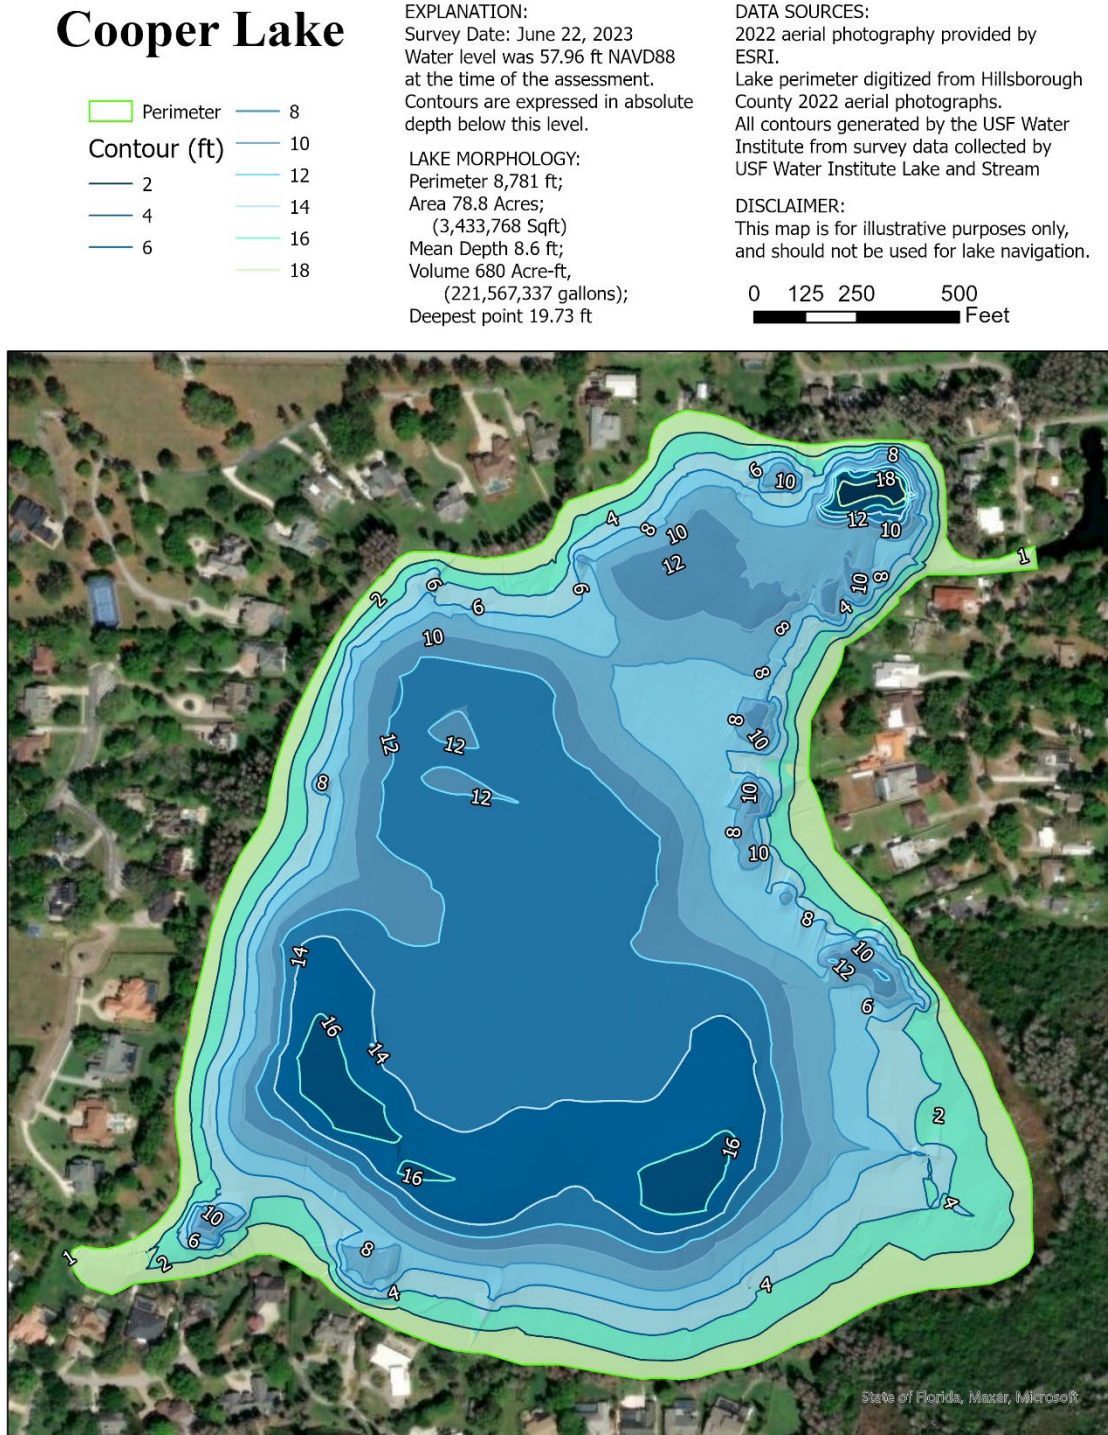 Cooper Lake
Perimeter
Contour (ft)
2
4
6
8
10
12
14
16
18
EXPLANATION:
Survey Date: June 22, 2023
Water level was 57.96 ft NAVD88
at the time of the assessment.
Contours are expressed in absolute
depth below this level.
LAKE MORPHOLOGY:
Perimeter 8,781 ft;
Area 78.8 Acres;
(3,433,768 Sqft)
Mean Depth 8.6 ft;
Volume 680 Acre-ft,
(221,567,337 gallons);
Deepest point 19.73 ft
DATA SOURCES:
2022 aerial photography provided by
ESRI.
Lake perimeter digitized from Hillsborough
County 2022 aerial photographs.
All contours generated by the USF Water
Institute from survey data collected by
USF Water Institute Lake and Stream
DISCLAIMER:
This map is for illustrative purposes only,
and should not be used for lake navigation.
0 125 250 500
Feet
8
6
10
18
4
8
10
12
10
12
1
6
6
10
8
2
6
4
10
8
8
8
10
12
12
8
12
10
8
10
8
14
10
12
6
16
14
2
16
16
4
10
6
1
2
8
4
4
State of Florida, Maxar, Microsoft